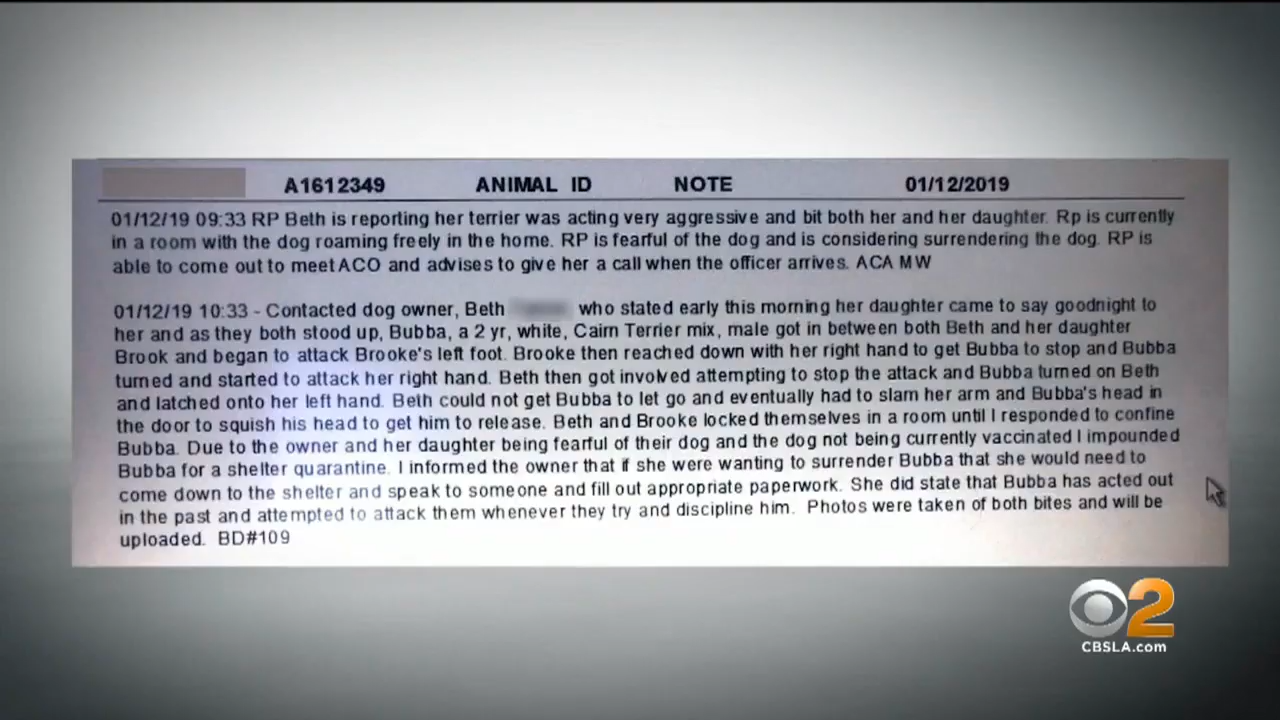 A1612349 ANIMAL ID NOTE 01/12/2019
01/12/19 09:33 RP Beth is reporting her terrier was acting very aggressive and bit both her and her daughter. Rp is currently
in a room with the dog roaming freely in the home. RP is fearful of the dog and is considering surrendering the dog. RP is
able to come out to meet ACO and advises to give her a call when the officer arrives. ACA MW
01/12/19 10:33 - Contacted dog owner, Beth who stated early this morning her daughter came to say goodnight to
her and as they both stood up, Bubba, a 2 yr, white, Cairn Terrier mix, male got in between both Beth and her daughter
Brook and began to attack Brooke's left foot. Brooke then reached down with her right hand to get Bubba to stop and Bubba
turned and started to attack her right hand. Beth then got involved attempting to stop the attack and Bubba turned on Beth
and latched onto her left hand. Beth could not get Bubba to let go and eventually had to slam her arm and Bubba's head in
the door to squish his head to get him to release. Beth and Brooke locked themselves in a room until I responded to confine
Bubba. Due to the owner and her daughter being fearful of their dog and the dog not being currently vaccinated I impounded
Bubba for a shelter quarantine. I informed the owner that if she were wanting to surrender Bubba that she would need to
come down to the shelter and speak to someone and fill out appropriate paperwork. She did state that Bubba has acted out
in the past and attempted to attack them whenever they try and discipline him. Photos were taken of both bites and will be
uploaded. BD#109
2
CBSLA.com